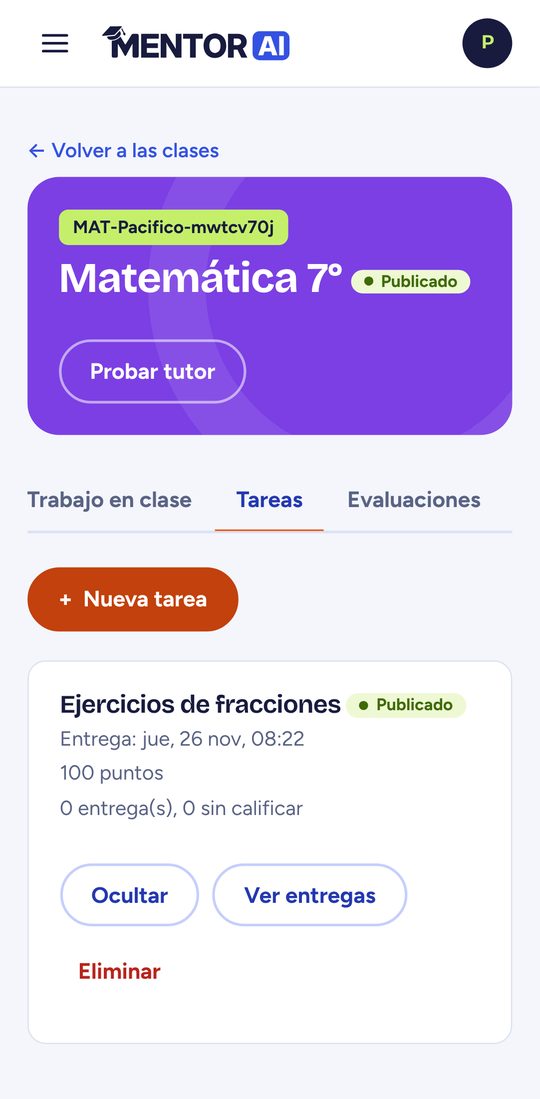 MENTOR AI
P
← Volver a las clases
MAT-Pacifico-mwtcv70j
Matemática 7° Publicado
Probar tutor
Trabajo en clase Tareas Evaluaciones
+ Nueva tarea
Ejercicios de fracciones Publicado
Entrega: jue, 26 nov, 08:22
100 puntos
0 entrega(s), 0 sin calificar
Ocultar Ver entregas
Eliminar